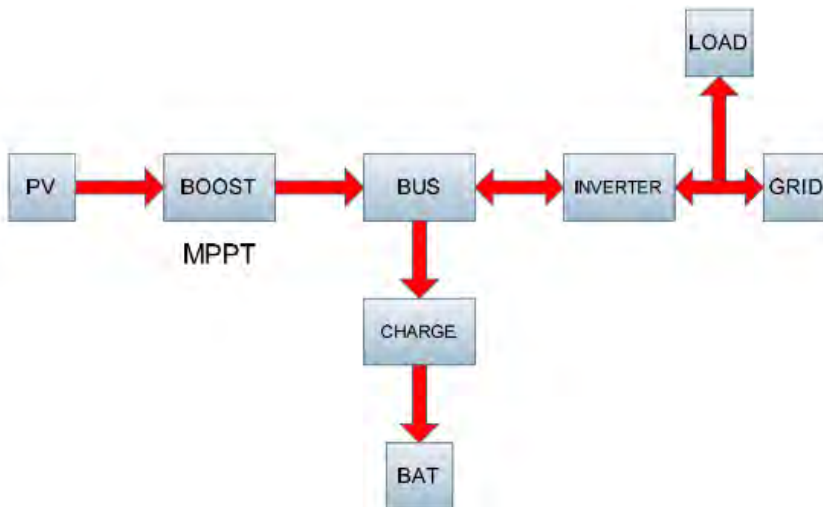 LOAD
PV
BOOST
BUS
INVERTER
GRID
MPPT
CHARGE
BAT